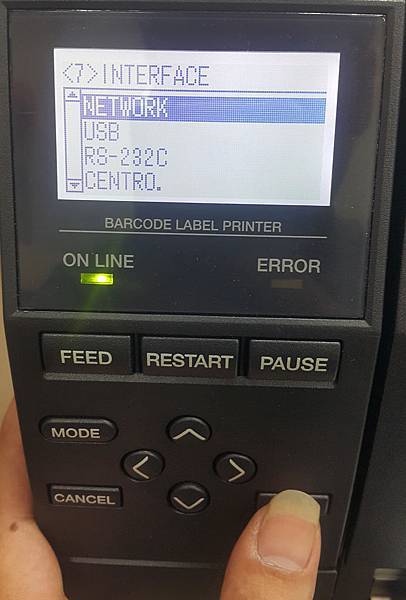 <7>INTERFACE
NETWORK
USB
RS-232C
CENTRO.
BARCODE LABEL PRINTER
ON LINE ERROR
FEED RESTART PAUSE
MODE
CANCEL